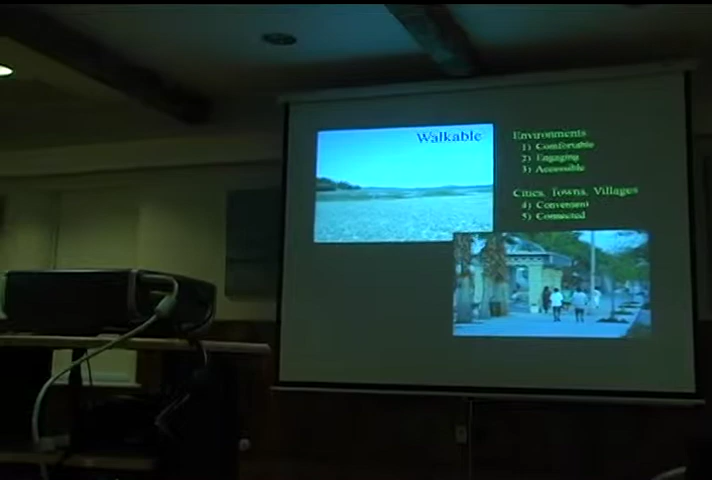 Walkable
Environments
1) Comfortable
2) Engaging
3) Accessible
Cities, Towns, Villages
4) Convenient
5) Connected